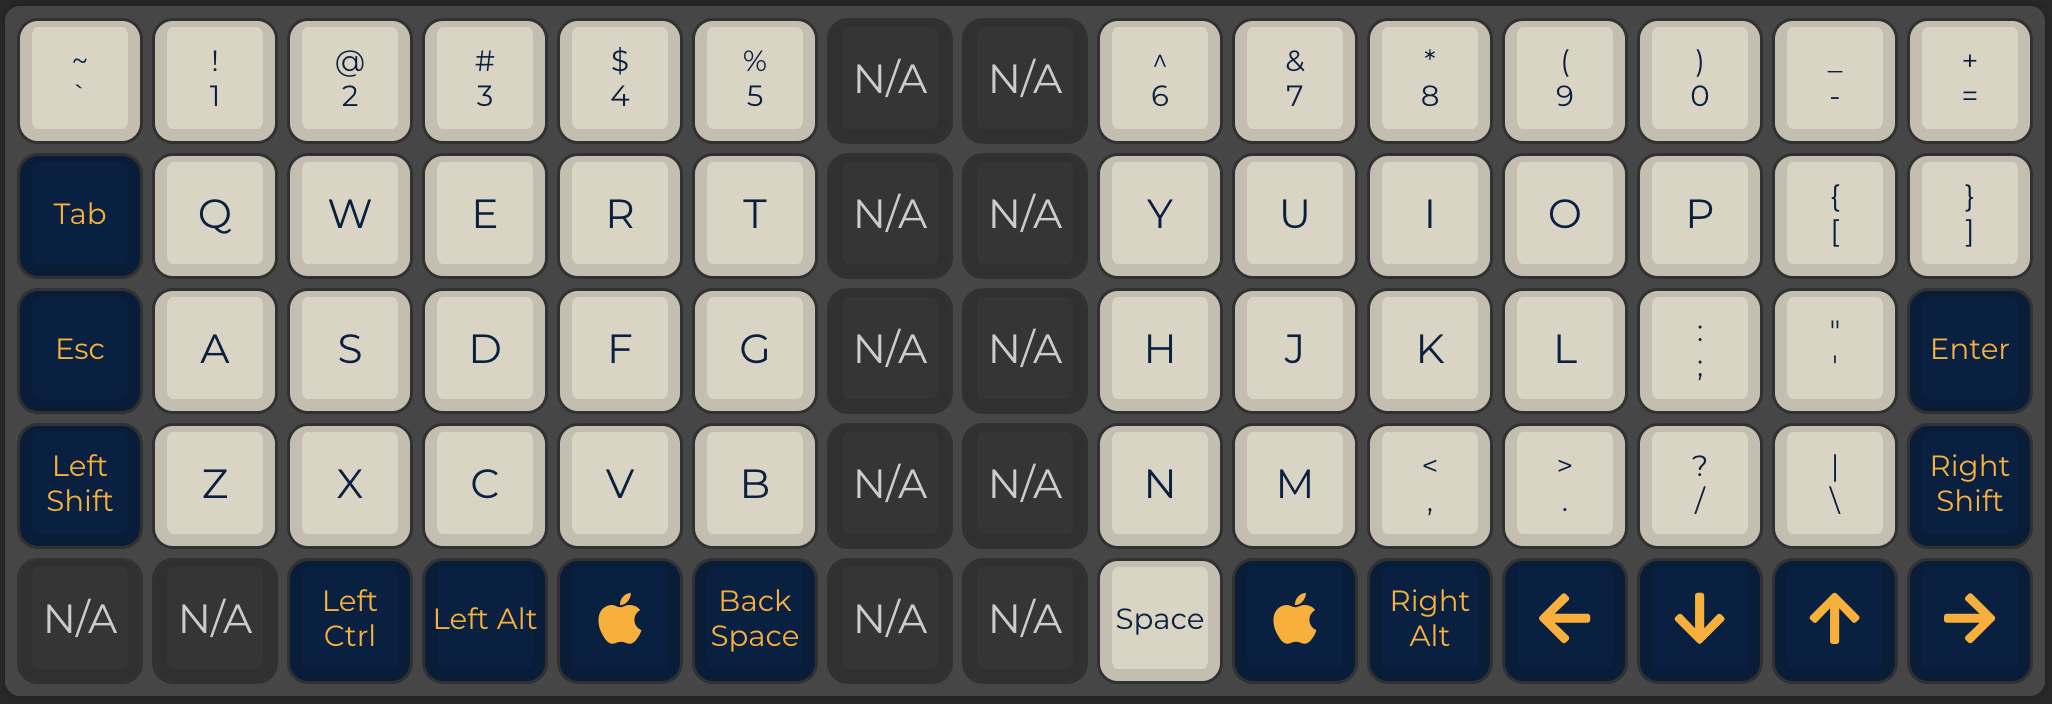 ~ ! @ # $ % N/A N/A ^ & * ( ) _ +
` 1 2 3 4 5 6 7 8 9 0 - =
Tab Q W E R T N/A N/A Y U I O P { }
[ ]
Esc A S D F G N/A N/A H J K L : " Enter
; '
Left Shift Z X C V B N/A N/A N M < > ? | Right Shift
, . / \
N/A N/A Left Ctrl Left Alt Back Space N/A N/A Space Right Alt ← ↓ ↑ →